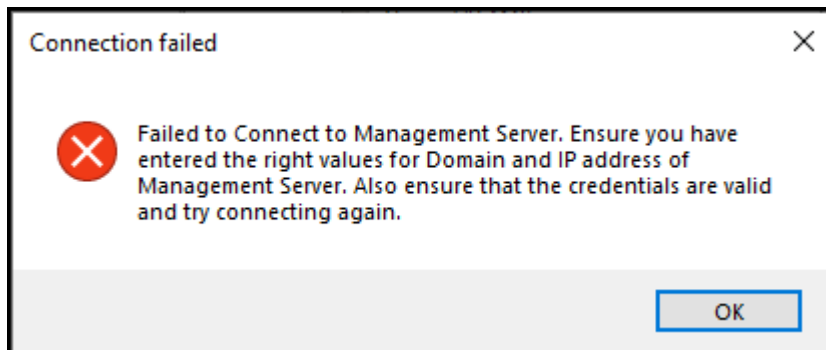 Connection failed
Failed to Connect to Management Server. Ensure you have
entered the right values for Domain and IP address of
Management Server. Also ensure that the credentials are valid
and try connecting again.
OK